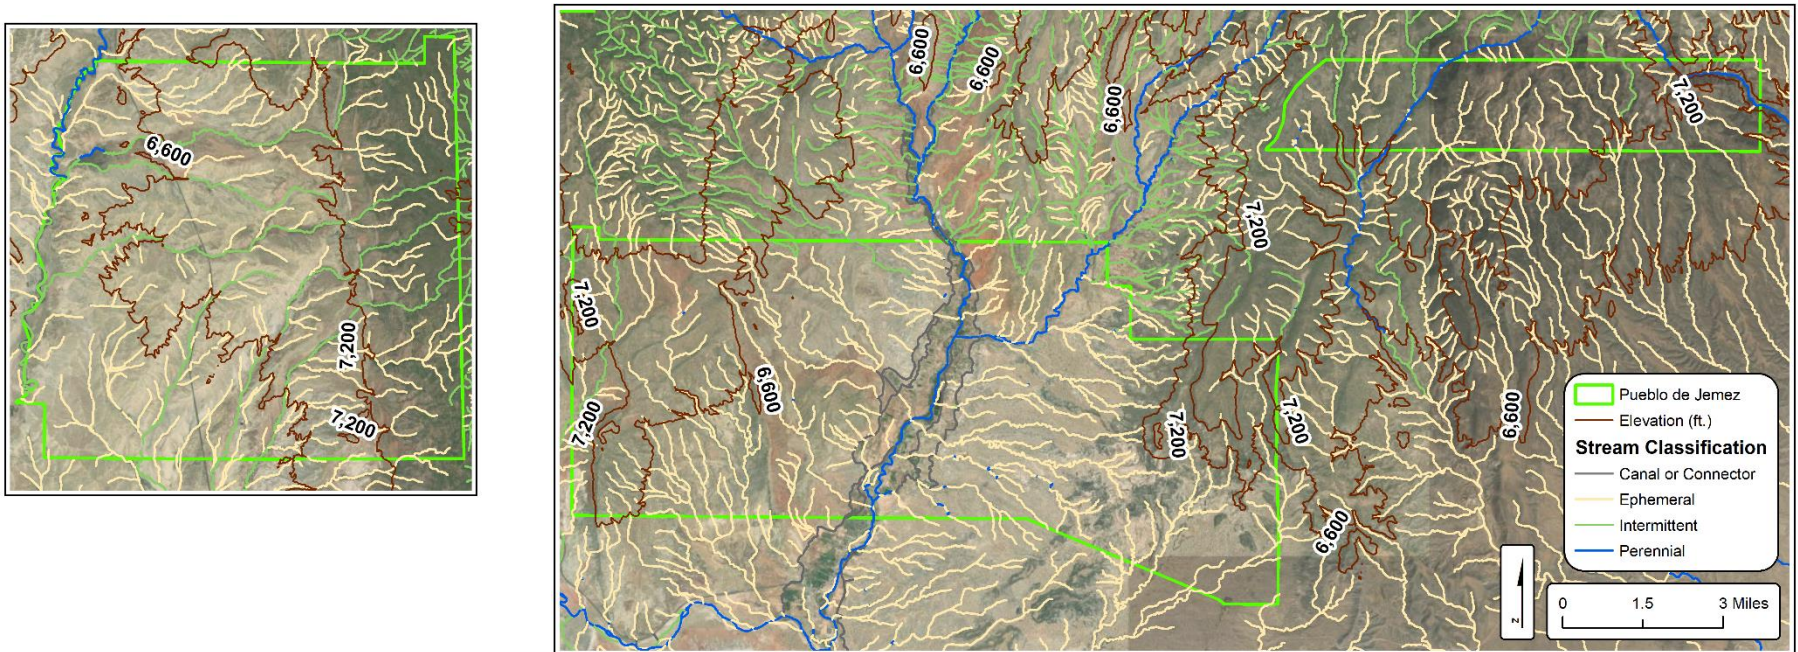 6,600
7,200
7,200
6,600
6,600
6,600
7,200
7,200
7,200
6,600
7,200
7,200
7,200
6,600
6,600
Pueblo de Jemez
Elevation (ft.)
Stream Classification
Canal or Connector
Ephemeral
Intermittent
Perennial
N
0 1.5 3 Miles